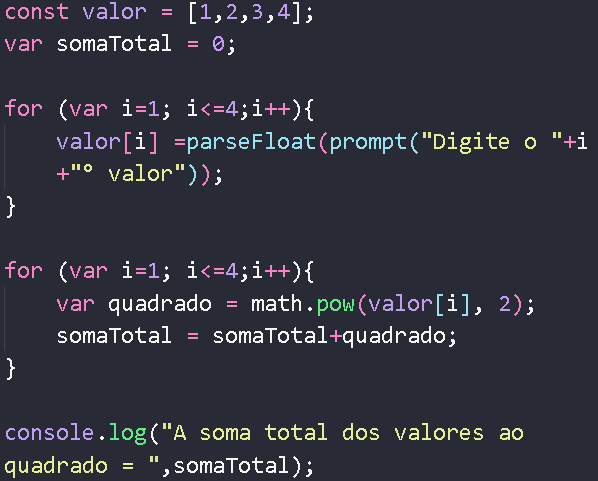 const valor = [1,2,3,4];
var somaTotal = 0;
for (var i=1; i<=4;i++){
valor[i] =parseFloat(prompt("Digite o "+i
+"° valor"));
}
for (var i=1; i<=4;i++){
var quadrado = math.pow(valor[i], 2);
somaTotal = somaTotal+quadrado;
}
console.log("A soma total dos valores ao
quadrado = ",somaTotal);